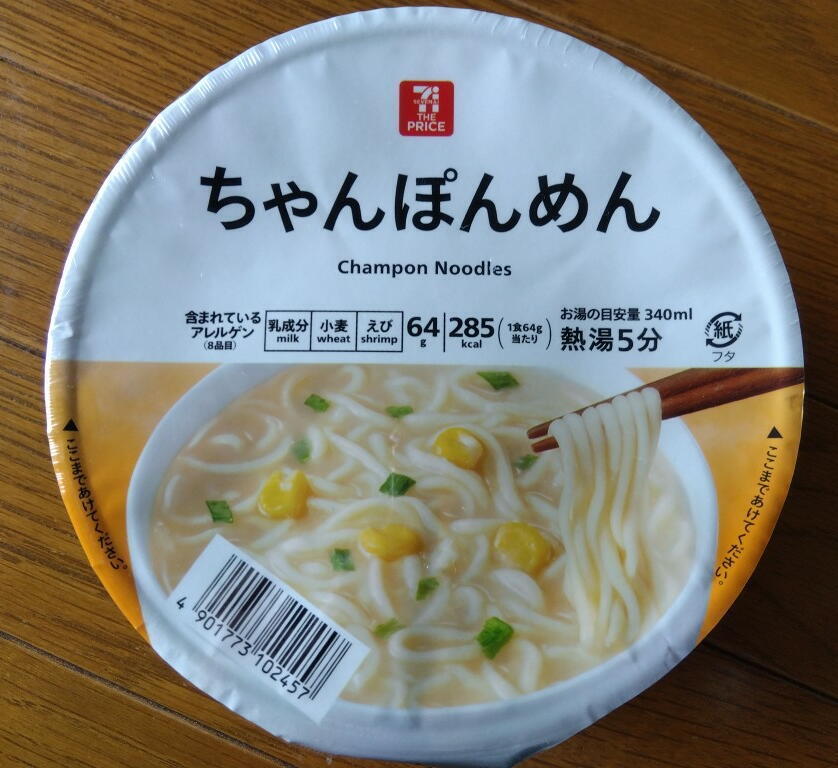 SEVEN&i
THE
PRICE
ちゃんぽんめん
Champon Noodles
含まれている
アレルゲン
(8品目)
乳成分
milk
小麦
wheat
えび
shrimp
64
g
285
kcal
(1食64g
当たり)
お湯の目安量 340ml
熱湯5分
紙
フタ
▲ここまであけてください。
▲ここまであけてください。
4 901773 102457